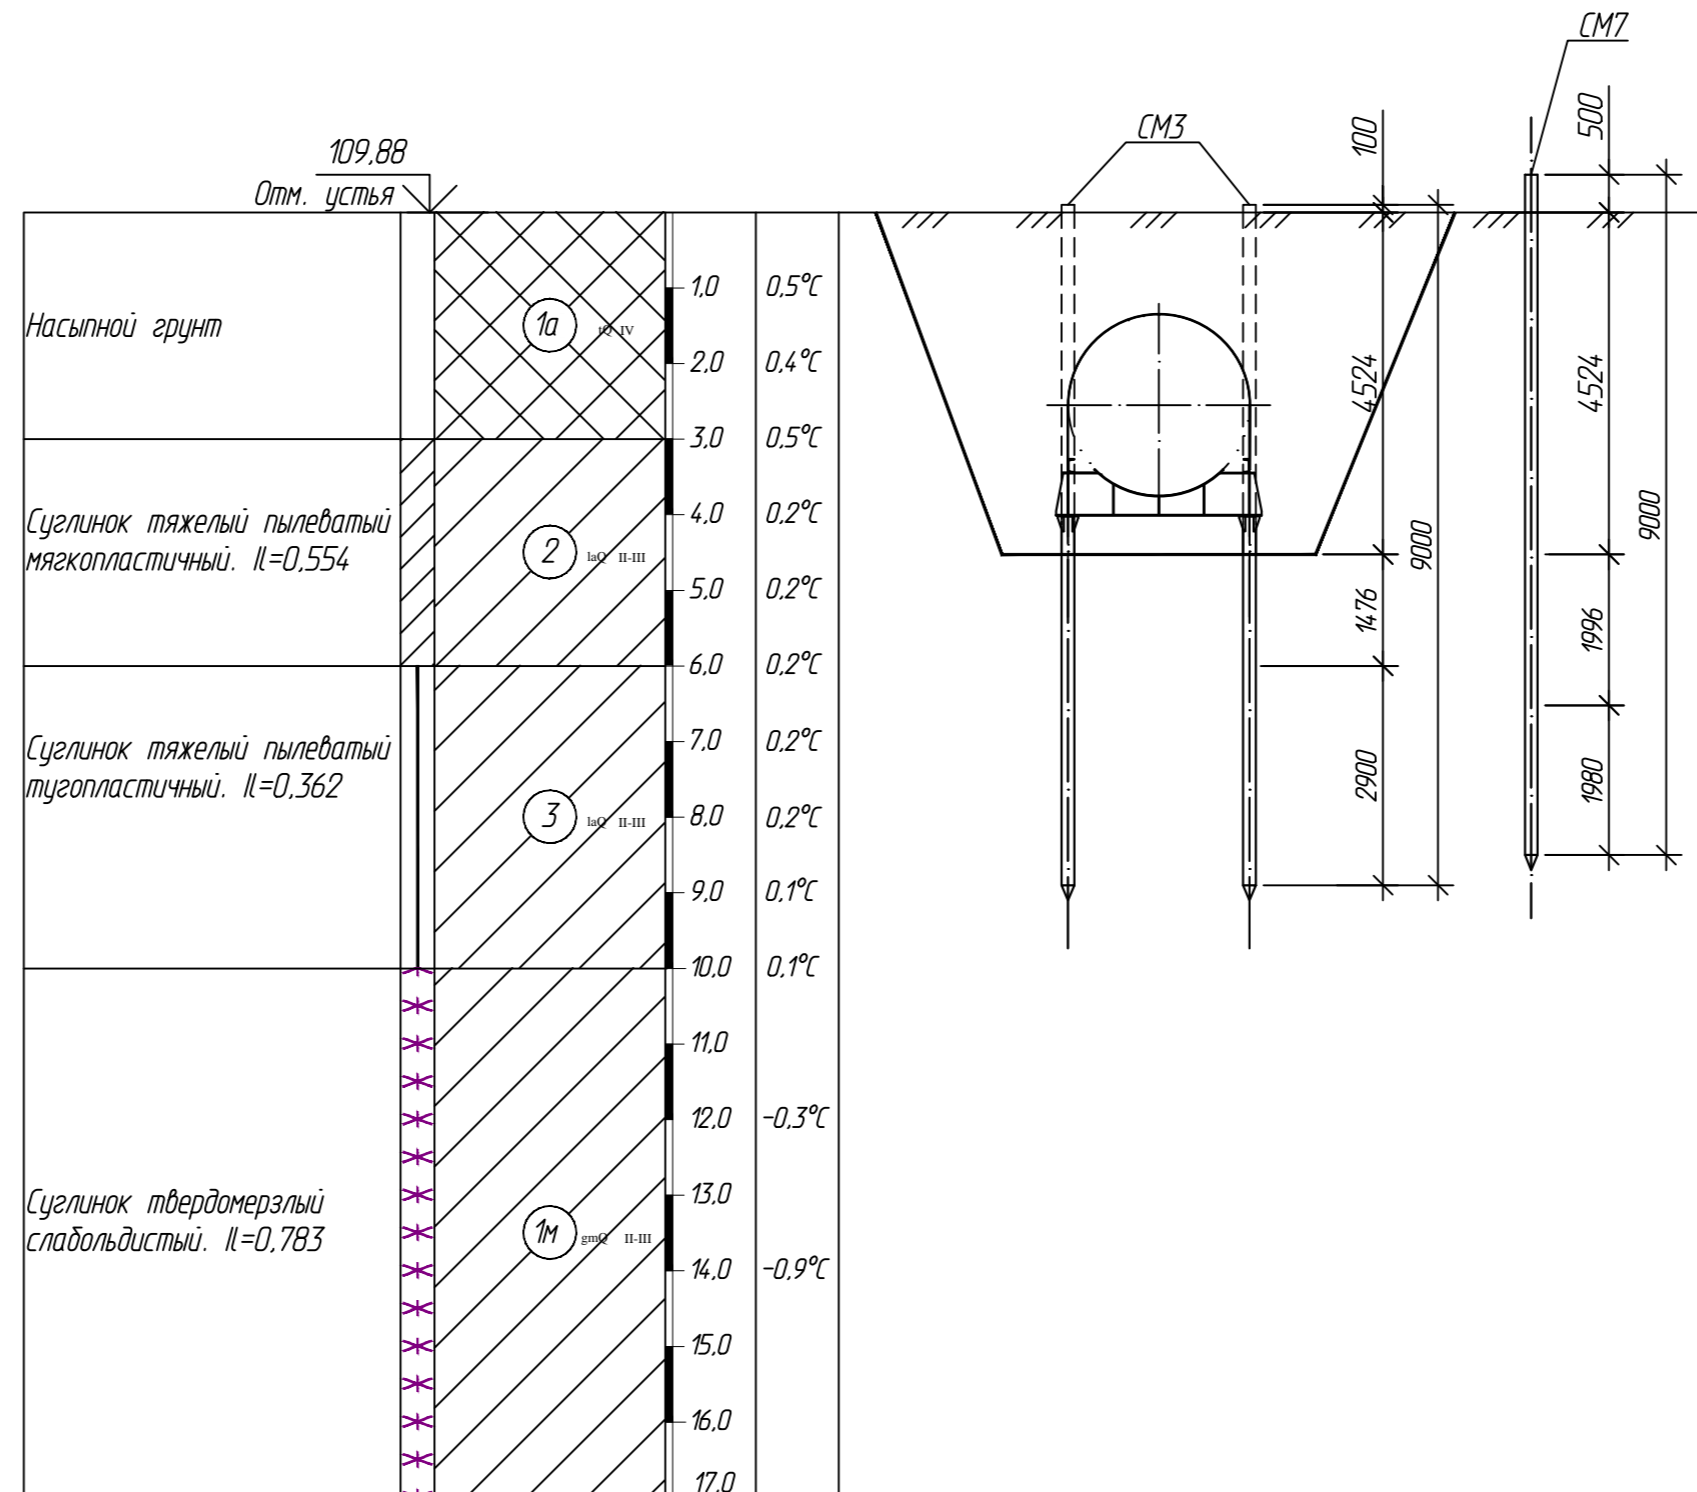 109,88
Отм. устья
Насыпной грунт
1а
tQ IV
Суглинок тяжелый пылеватый
мягкопластичный. Il=0,554
2
laQ II-III
Суглинок тяжелый пылеватый
тугопластичный. Il=0,362
3
laQ II-III
Суглинок твердомерзлый
слабольдистый. Il=0,783
1м
gmQ II-III
1,0 0,5°C
2,0 0,4°C
3,0 0,5°C
4,0 0,2°C
5,0 0,2°C
6,0 0,2°C
7,0 0,2°C
8,0 0,2°C
9,0 0,1°C
10,0 0,1°C
11,0
12,0 -0,3°C
13,0
14,0 -0,9°C
15,0
16,0
17,0
СМ3
100
4524
1476
2900
9000
СМ7
500
4524
1996
1980
9000